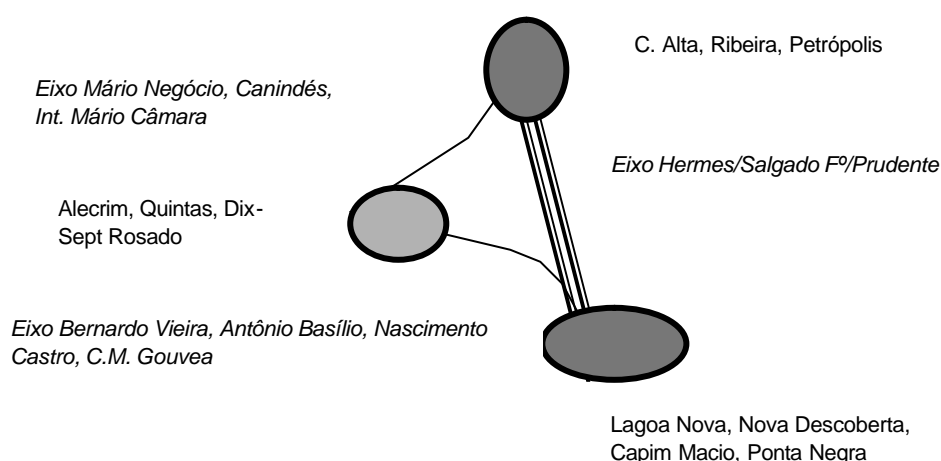 C. Alta, Ribeira, Petrópolis
Eixo Mário Negócio, Canindés,
Int. Mário Câmara
Eixo Hermes/Salgado Fº/Prudente
Alecrim, Quintas, Dix-
Sept Rosado
Eixo Bernardo Vieira, Antônio Basílio, Nascimento
Castro, C.M. Gouvea
Lagoa Nova, Nova Descoberta,
Capim Macio, Ponta Negra